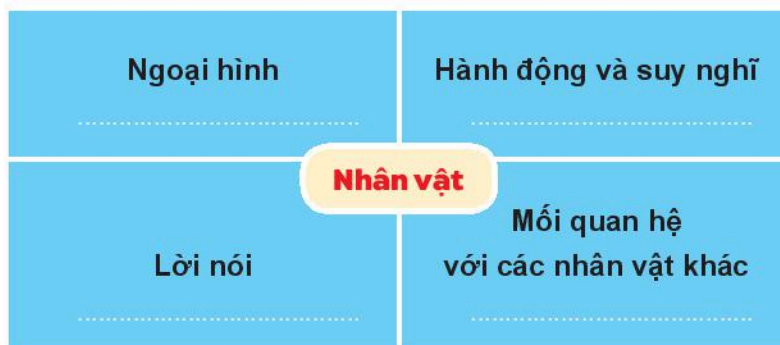 Ngoại hình
Hành động và suy nghĩ
Nhân vật
Lời nói
Mối quan hệ
với các nhân vật khác